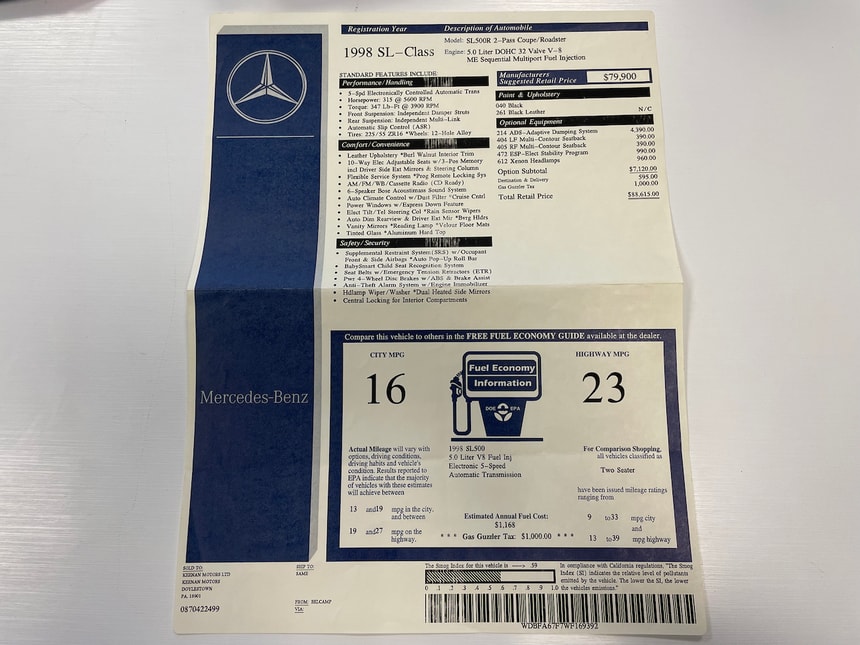 Registration Year Description of Automobile
1998 SL-Class
Model: SL500R 2-Pass Coupe/Roadster
Engine: 5.0 Liter DOHC 32 Valve V-8
ME Sequential Multiport Fuel Injection
STANDARD FEATURES INCLUDE
Performance/Handling
• 5-Spd Electronically Controlled Automatic Trans
• Horsepower: 315 @ 5600 RPM
• Torque: 347 Lb-Ft @ 3900 RPM
• Front Suspension: Independent Damper Struts
• Rear Suspension: Independent Multi-Link
• Automatic Slip Control (ASR)
• Tires: 225/55 ZR16 *Wheels: 12-Hole Alloy
Comfort/Convenience
• Leather Upholstery *Burl Walnut Interior Trim
• 10-Way Elec Adjustable Seats w/3-Pos Memory
incl Driver Side Ext Mirrors & Steering Column
• Flexible Service System *Prog Remote Locking Sys
• AM/FM/WB/Cassette Radio (CD Ready)
• 6-Speaker Bose Acoustimass Sound System
• Auto Climate Control w/Dust Filter *Cruise Cntrl
• Power Windows w/Express Down Feature
• Elect Tilt/Tel Steering Col *Rain Sensor Wipers
• Auto Dim Rearview & Driver Ext Mir *Bvrg Hldrs
• Vanity Mirrors *Reading Lamp *Velour Floor Mats
• Tinted Glass *Aluminum Hard Top
Safety/Security
• Supplemental Restraint System(SRS) w/Occupant
Front & Side Airbags *Auto Pop-Up Roll Bar
• BabySmart Child Seat Recognition System
• Seat Belts w/Emergency Tension Retractors (ETR)
• Pwr 4-Wheel Disc Brakes w/ABS & Brake Assist
• Anti-Theft Alarm System w/Engine Immobilizer
• Hdlamp Wiper/Washer *Dual Heated Side Mirrors
• Central Locking for Interior Compartments
Manufacturers
Suggested Retail Price $79,900
Paint & Upholstery
040 Black
261 Black Leather N/C
Optional Equipment
214 ADS-Adaptive Damping System 4,390.00
404 LF Multi-Contour Seatback 390.00
405 RF Multi-Contour Seatback 390.00
472 ESP-Elect Stability Program 990.00
612 Xenon Headlamps 960.00
Option Subtotal $7,120.00
Destination & Delivery 595.00
Gas Guzzler Tax 1,000.00
Total Retail Price $88,615.00
Mercedes-Benz
Compare this vehicle to others in the FREE FUEL ECONOMY GUIDE available at the dealer.
CITY MPG
16
Fuel Economy
Information
DOE EPA
HIGHWAY MPG
23
Actual Mileage will vary with
options, driving conditions,
driving habits and vehicle's
condition. Results reported to
EPA indicate that the majority
of vehicles with these estimates
will achieve between
13 and19 mpg in the city,
and between
19 and27 mpg on the
highway.
1998 SL500
5.0 Liter V8 Fuel Inj
Electronic 5-Speed
Automatic Transmission
Estimated Annual Fuel Cost:
$1,168
* * * Gas Guzzler Tax: $1,000.00 * * *
For Comparison Shopping,
all vehicles classified as
Two Seater
have been issued mileage ratings
ranging from
9 to33 mpg city
and
13 to39 mpg highway
SOLD TO:
KEENAN MOTORS LTD
KEENAN MOTORS
DOYLESTOWN
PA, 18901
0870422499
SHIP TO:
SAME
FROM: BELCAMP
VIA:
The Smog Index for this vehicle is ---> .59
0 .1 .2 .3 .4 .5 .6 .7 .8 .9 1.0
In compliance with California regulations. "The Smog
Index (SI) indicates the relative level of pollutants
emitted by the vehicle. The lower the SI, the lower
the vehicles emissions."
WDBFA67F7WF169392